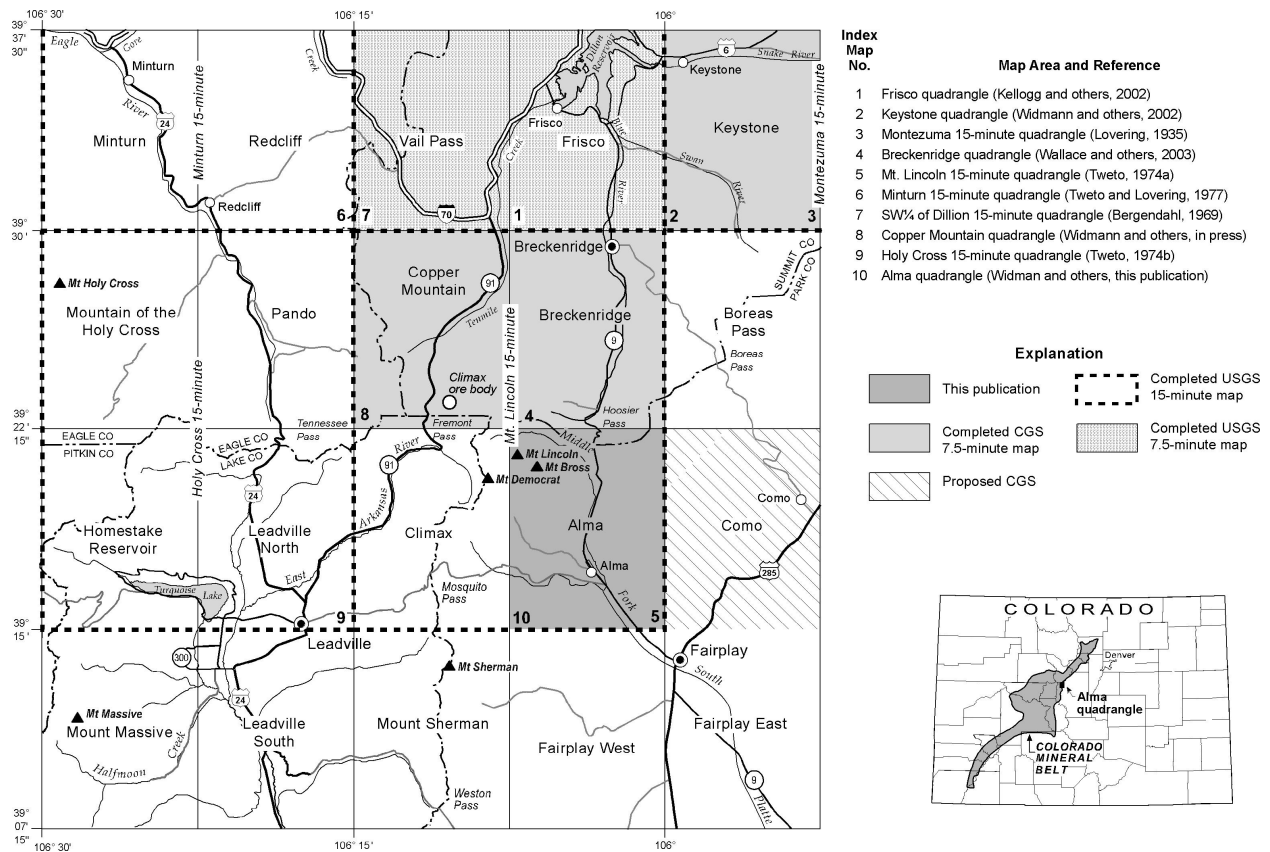 106° 30'
106° 15'
106°
39°
37'
30"
Eagle
Gore
Minturn
River
24
Minturn
Minturn 15-minute
Redcliff
Redcliff
Creek
Vail Pass
70
6
7
Dillon
Reservoir
Frisco
Creek
Frisco
Blue
River
1
6
Snake River
Keystone
Keystone
Swan
River
Montezuma 15-minute
2
3
39°
30'
Mt Holy Cross
Mountain of the
Holy Cross
Pando
Holy Cross 15-minute
Copper
Mountain
91
Tenmile
Climax
ore body
8
Mt. Lincoln 15-minute
Breckenridge
Breckenridge
9
4
Hoosier
Pass
SUMMIT CO
PARK CO
Boreas
Pass
Boreas
Pass
39°
22'
15"
EAGLE CO
PITKIN CO
EAGLE CO
LAKE CO
Tennessee
Pass
Fremont
Pass
River
91
Arkansas
Middle
Mt Lincoln
Mt Bross
Mt Democrat
24
Homestake
Reservoir
Leadville
North
East
Turquoise Lake
Climax
Mosquito
Pass
Alma
Alma
Fork
Como
Como
285
9
10
5
39°
15'
Leadville
300
24
Mt Sherman
Fairplay
South
Mt Massive
Mount Massive
Creek
Halfmoon
Leadville
South
Mount Sherman
Fairplay West
Fairplay East
9
Platte
Weston
Pass
39°
07'
15"
106° 30'
106° 15'
106°
Index
Map
No.
Map Area and Reference
1 Frisco quadrangle (Kellogg and others, 2002)
2 Keystone quadrangle (Widmann and others, 2002)
3 Montezuma 15-minute quadrangle (Lovering, 1935)
4 Breckenridge quadrangle (Wallace and others, 2003)
5 Mt. Lincoln 15-minute quadrangle (Tweto, 1974a)
6 Minturn 15-minute quadrangle (Tweto and Lovering, 1977)
7 SW¼ of Dillion 15-minute quadrangle (Bergendahl, 1969)
8 Copper Mountain quadrangle (Widmann and others, in press)
9 Holy Cross 15-minute quadrangle (Tweto, 1974b)
10 Alma quadrangle (Widman and others, this publication)
Explanation
This publication
Completed CGS
7.5-minute map
Proposed CGS
Completed USGS
15-minute map
Completed USGS
7.5-minute map
COLORADO
Denver
Alma
quadrangle
COLORADO
MINERAL
BELT